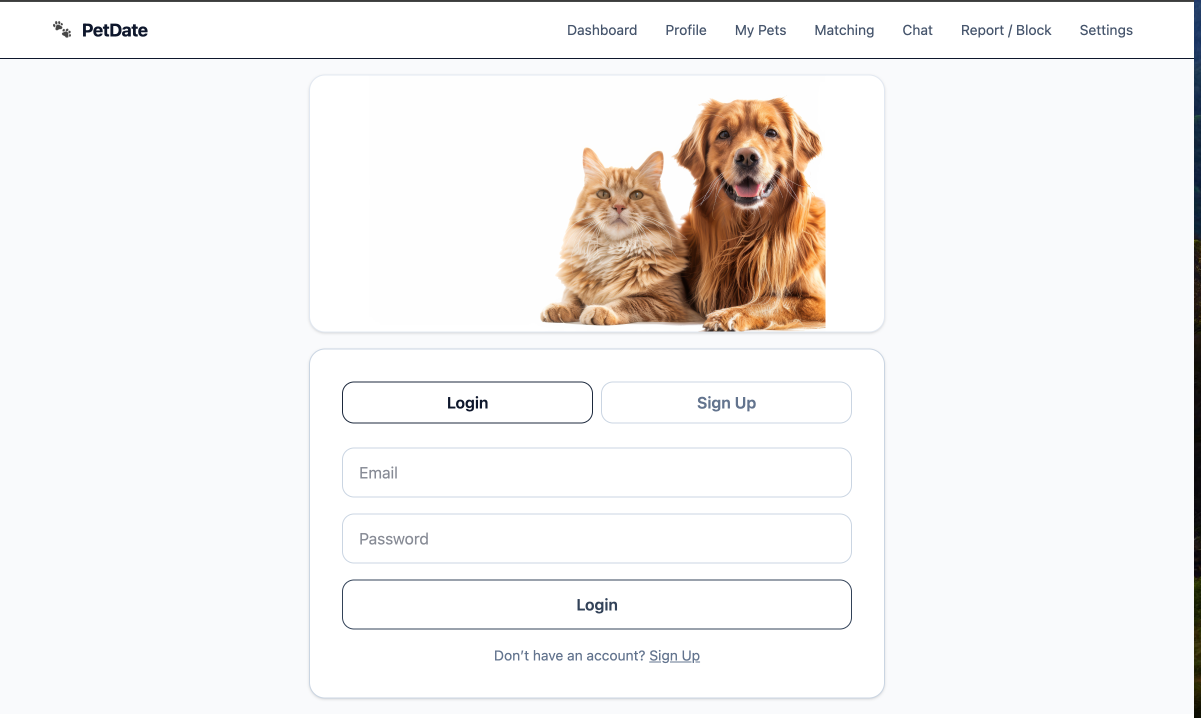 PetDate Dashboard Profile My Pets Matching Chat Report / Block Settings
Login Sign Up
Email
Password
Login
Don't have an account? Sign Up